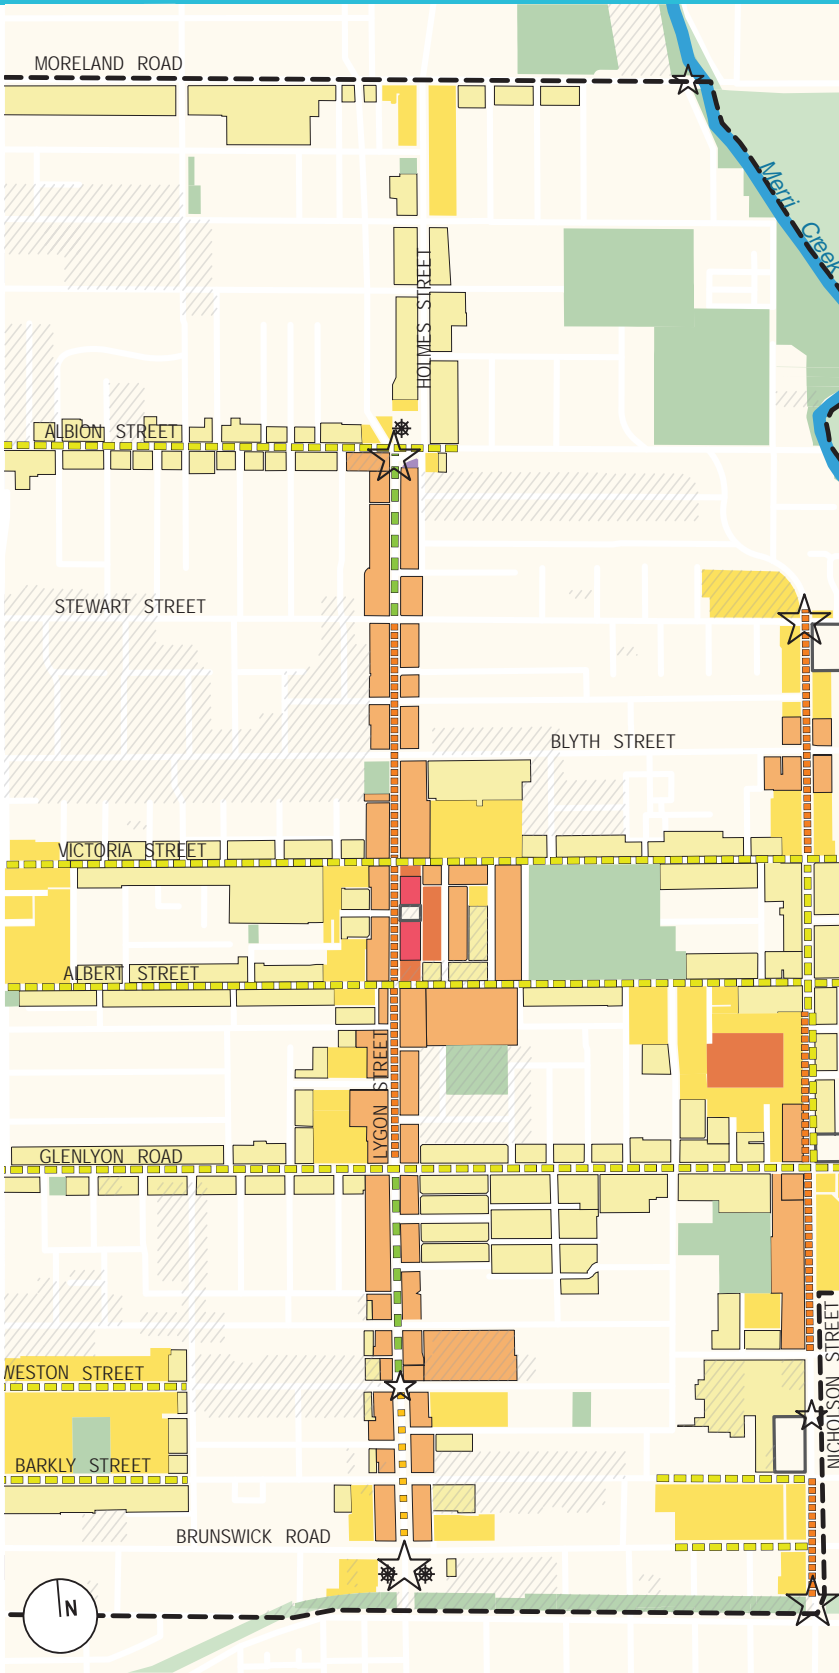 MORELAND ROAD
Merri Creek
HOLMES STREET
ALBION STREET
STEWART STREET
BLYTH STREET
VICTORIA STREET
ALBERT STREET
LYGON STREET
GLENLYON ROAD
NICHOLSON STREET
WESTON STREET
BARKLY STREET
BRUNSWICK ROAD
N